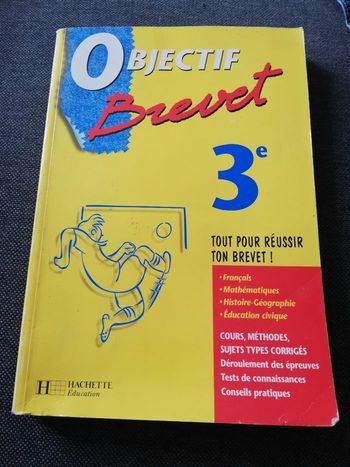 OBJECTIF
Brevet
3e
TOUT POUR RÉUSSIR
TON BREVET !
• Français
• Mathématiques
• Histoire-Géographie
• Éducation civique
COURS, MÉTHODES,
SUJETS TYPES CORRIGÉS
Déroulement des épreuves
Tests de connaissances
Conseils pratiques
H HACHETTE
Education